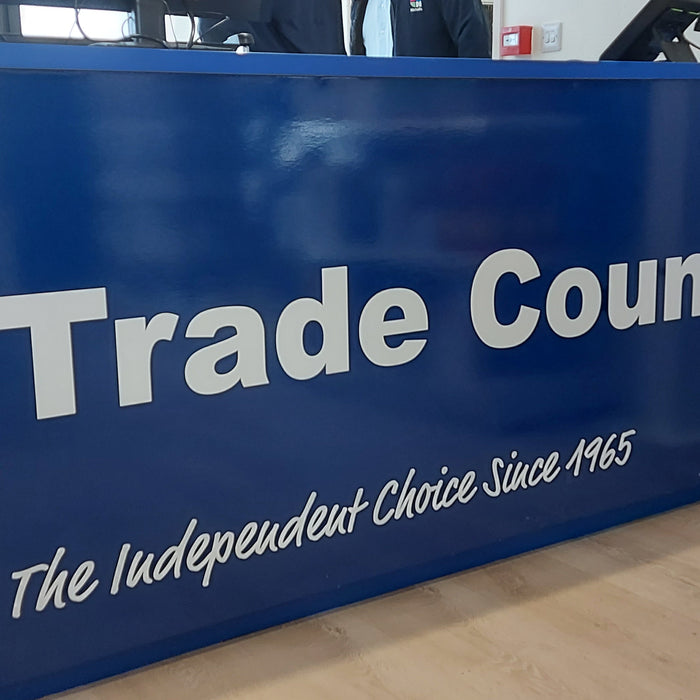 Trade Coun
The Independent Choice Since 1965